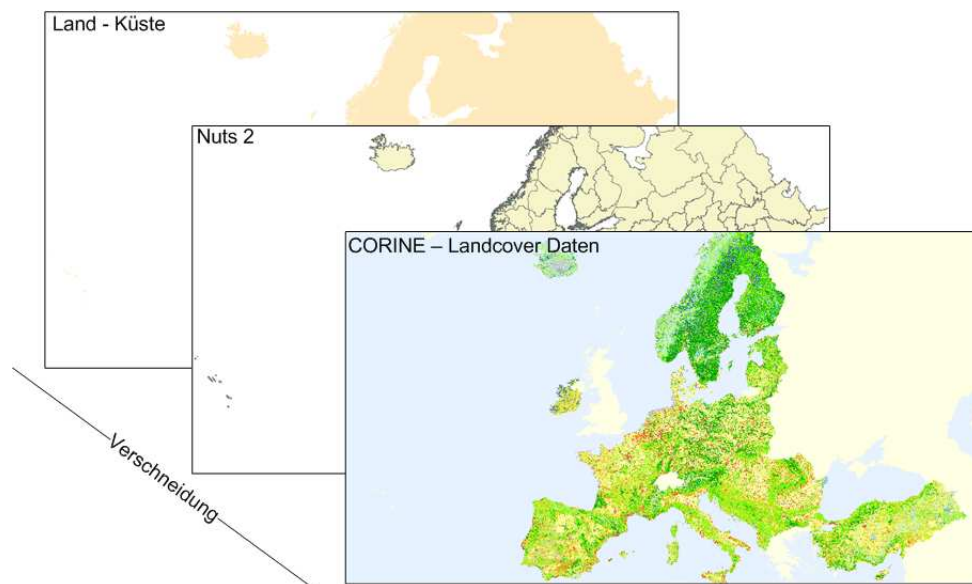 Land - Küste
Nuts 2
CORINE – Landcover Daten
Verschneidung